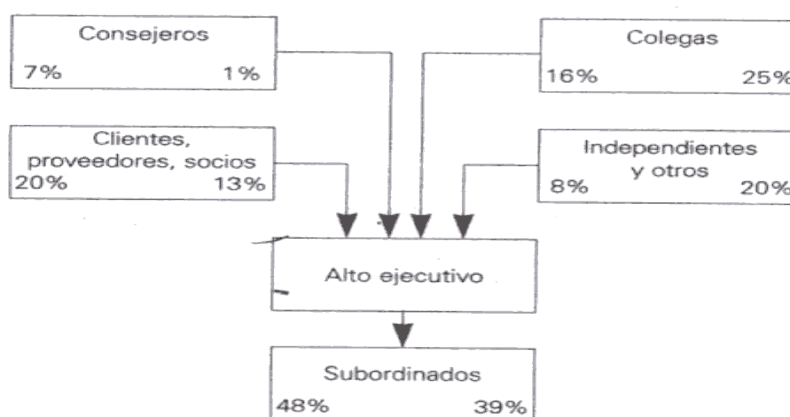 Consejeros
7% 1%
Colegas
16% 25%
Clientes,
proveedores, socios
20% 13%
Independientes
y otros
8% 20%
Alto ejecutivo
Subordinados
48% 39%